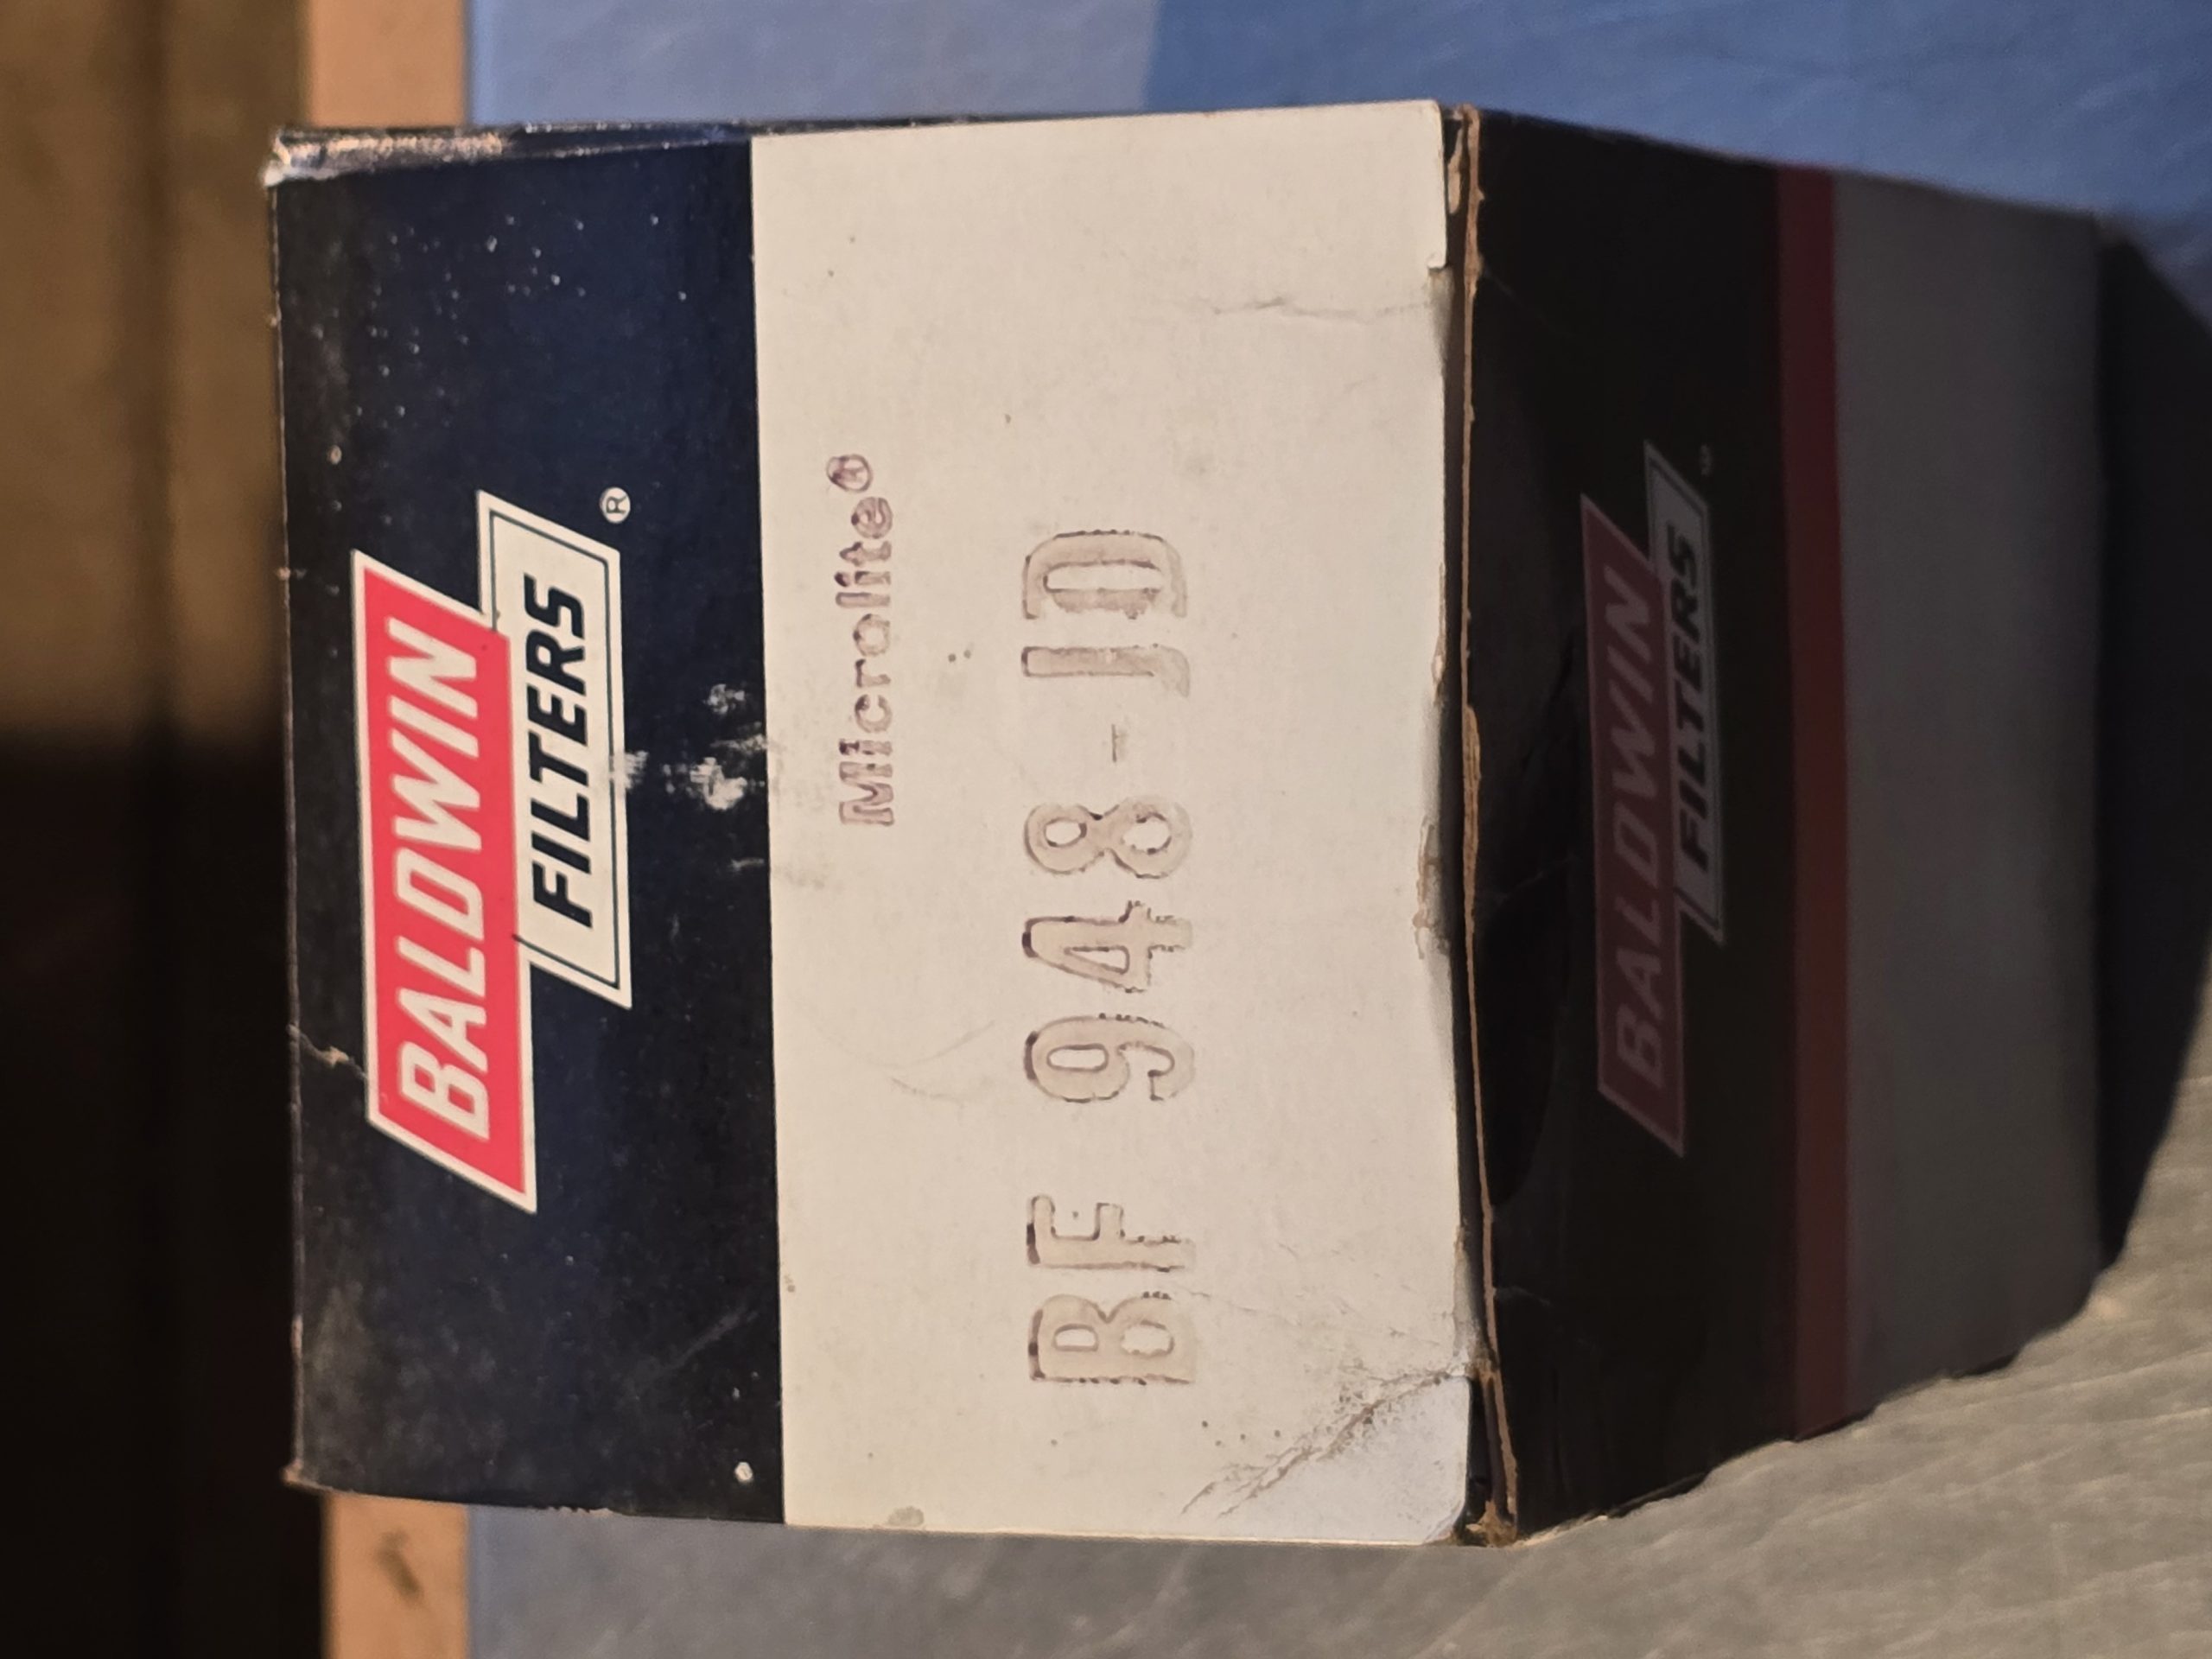 BALDWIN
FILTERS®
Microlite®
BF 948-JD
BALDWIN
FILTERS